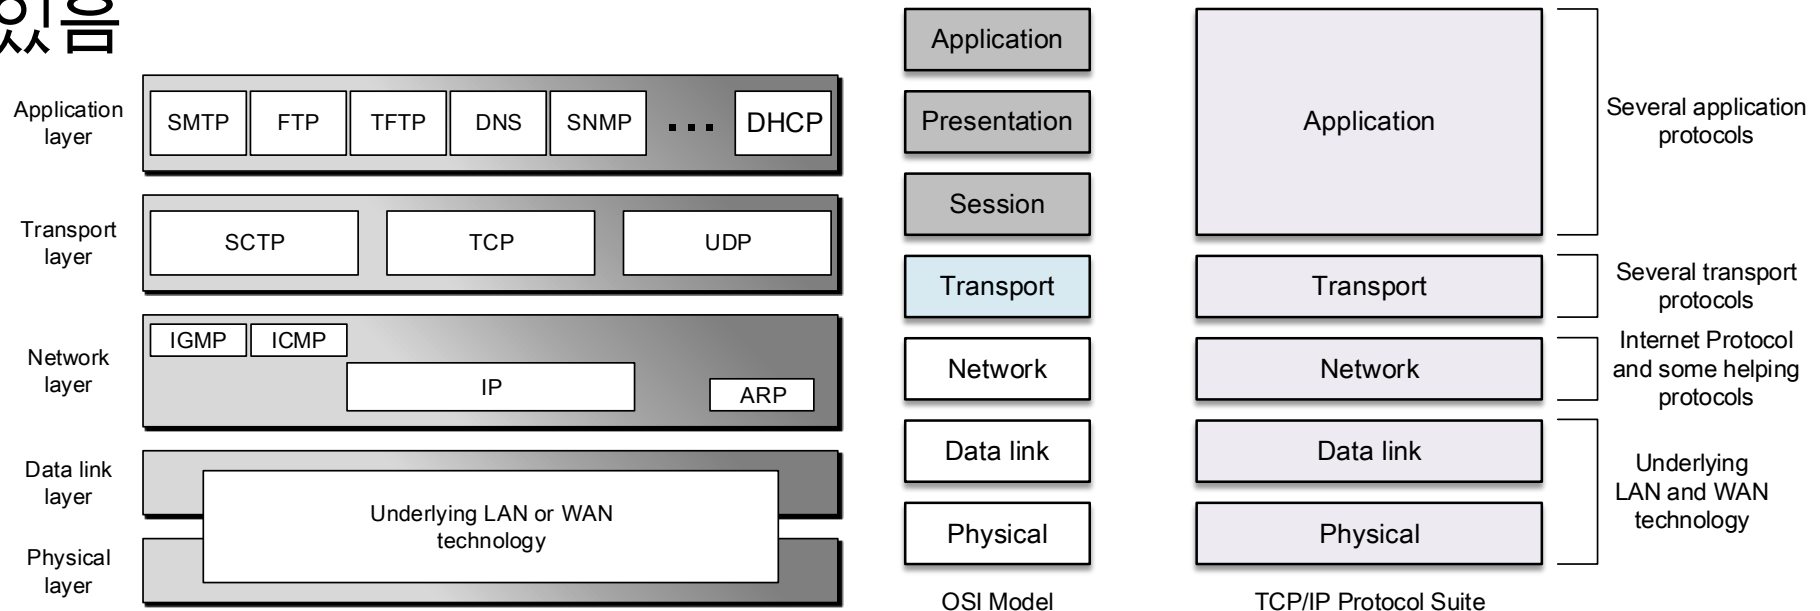 있음
Application
layer
SMTP
FTP
TFTP
DNS
SNMP
...
DHCP
Transport
layer
SCTP
TCP
UDP
Network
layer
IGMP
ICMP
IP
ARP
Data link
layer
Physical
layer
Underlying LAN or WAN
technology
Application
Presentation
Session
Transport
Network
Data link
Physical
OSI Model
Application
Transport
Network
Data link
Physical
TCP/IP Protocol Suite
Several application
protocols
Several transport
protocols
Internet Protocol
and some helping
protocols
Underlying
LAN and WAN
technology